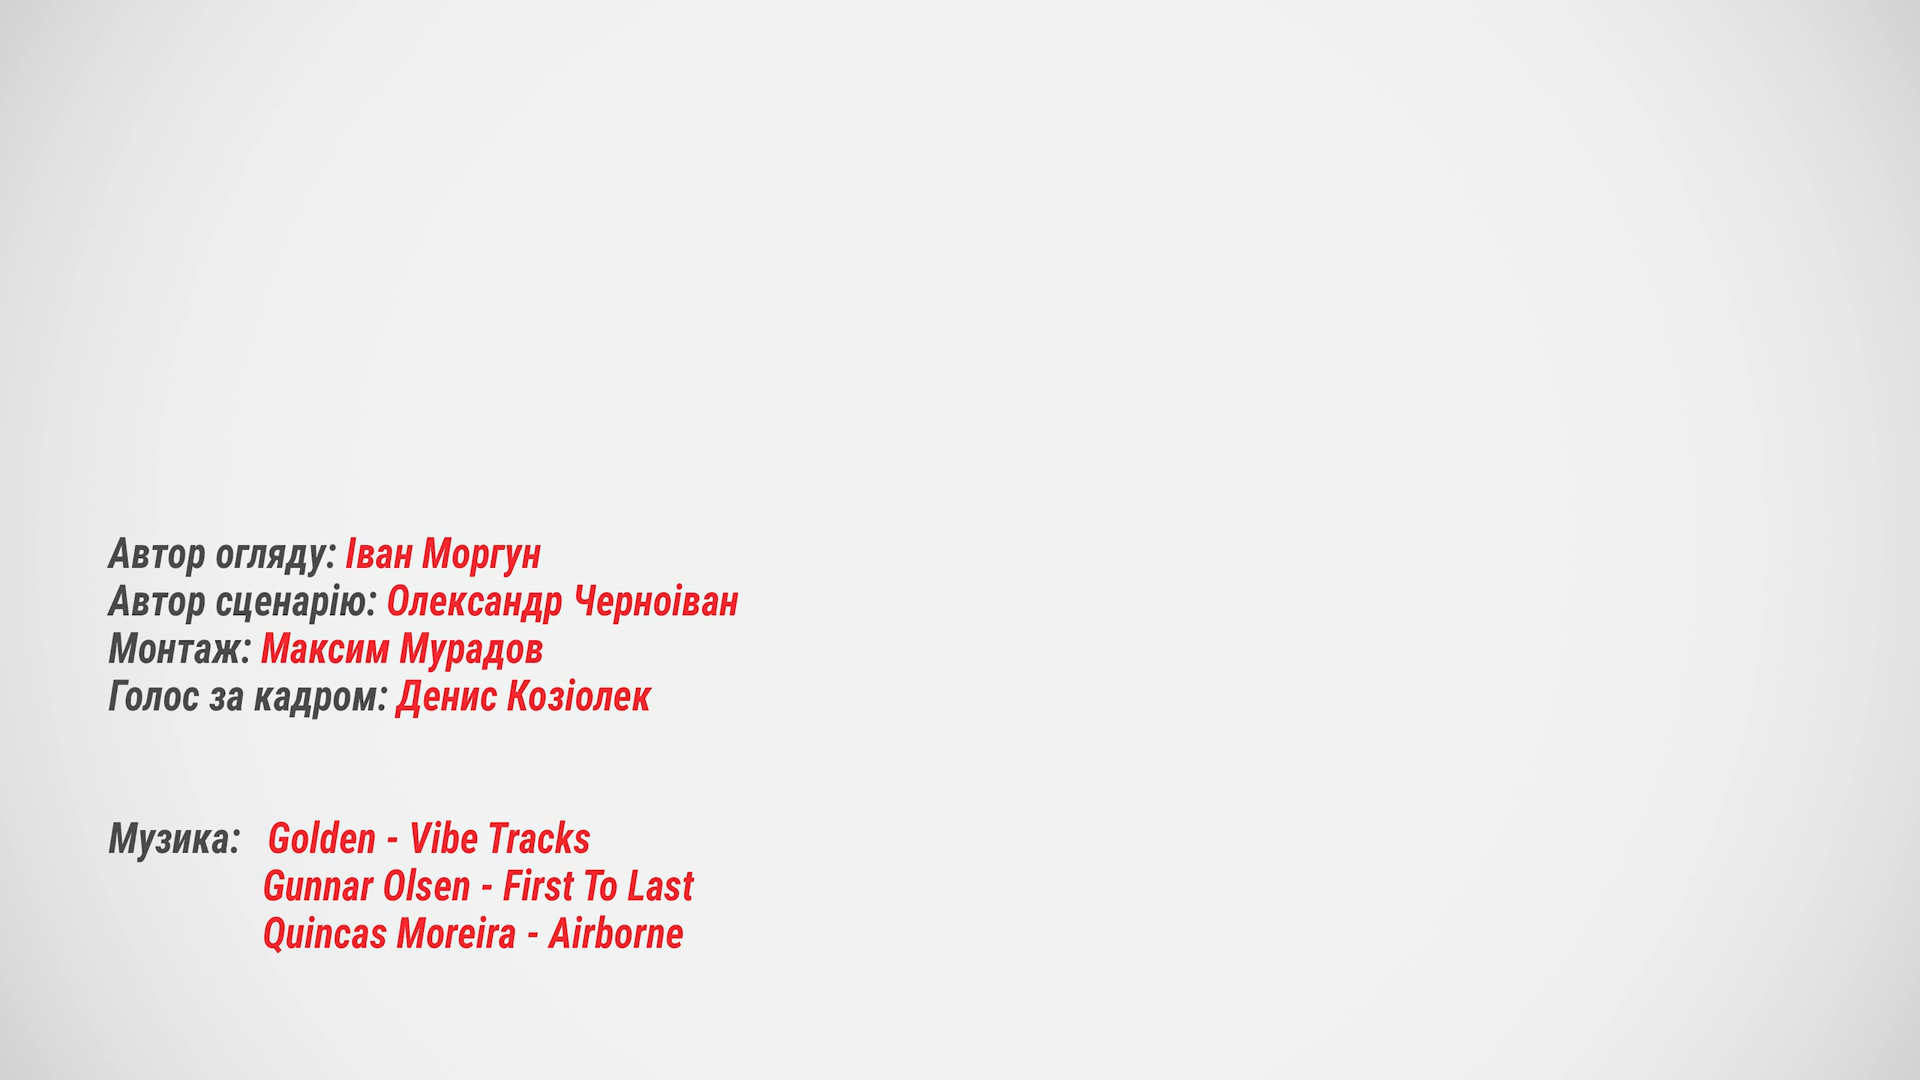 Автор огляду: Іван Моргун
Автор сценарію: Олександр Черноіван
Монтаж: Максим Мурадов
Голос за кадром: Денис Козіолек
Музика: Golden - Vibe Tracks
Gunnar Olsen - First To Last
Quincas Moreira - Airborne